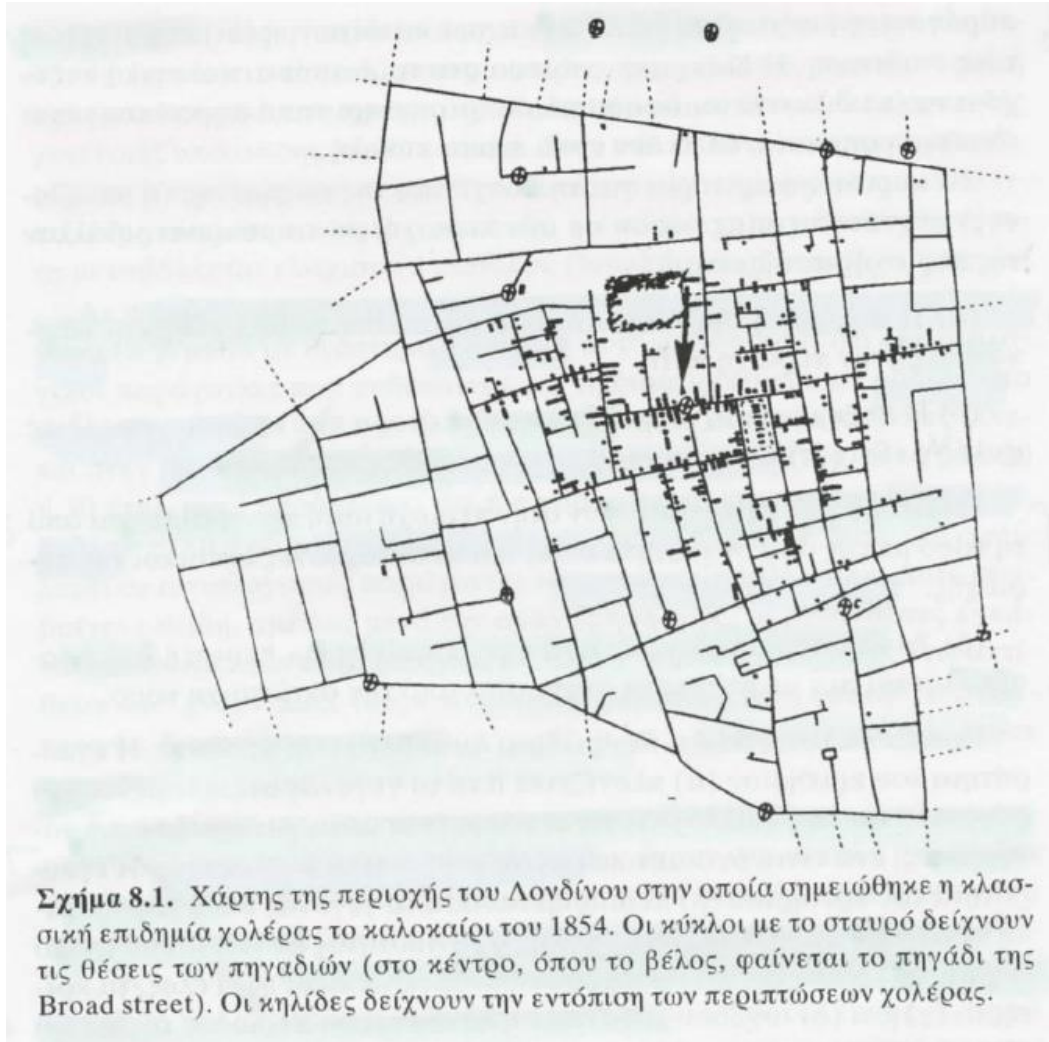 Σχήμα 8.1. Χάρτης της περιοχής του Λονδίνου στην οποία σημειώθηκε η κλασ-
σική επιδημία χολέρας το καλοκαίρι του 1854. Οι κύκλοι με το σταυρό δείχνουν
τις θέσεις των πηγαδιών (στο κέντρο, όπου το βέλος, φαίνεται το πηγάδι της
Broad street). Οι κηλίδες δείχνουν την εντόπιση των περιπτώσεων χολέρας.